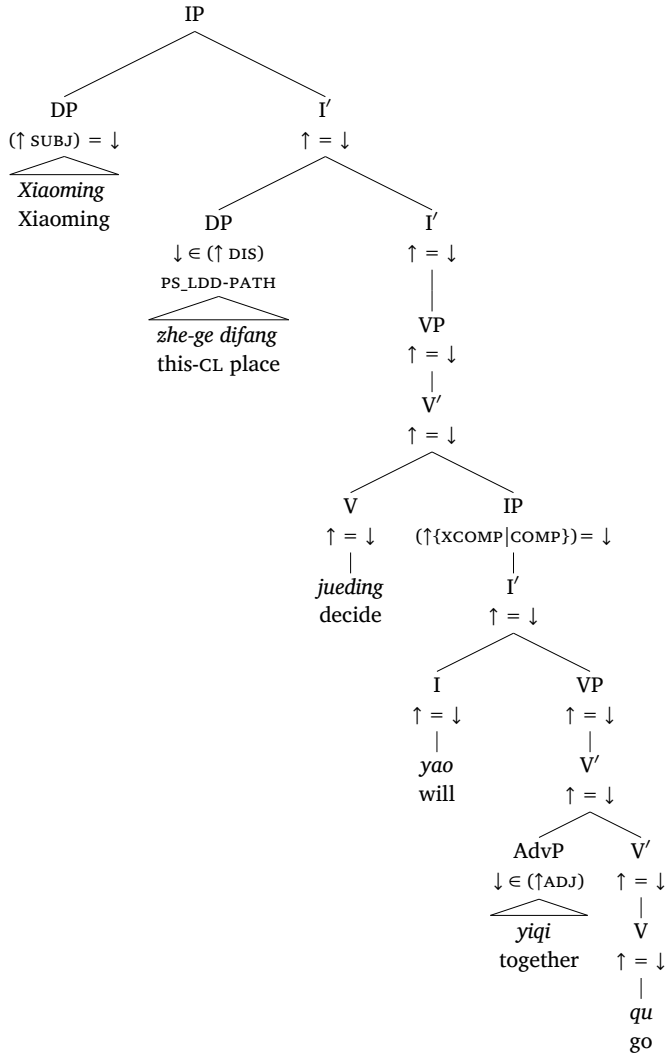 IP
DP I′
(↑ SUBJ) = ↓ ↑ = ↓
Xiaoming
Xiaoming
DP I′
↓ ∈ (↑ DIS) ↑ = ↓
PS_LDD-PATH
zhe-ge difang
this-CL place
VP
↑ = ↓
V′
↑ = ↓
V IP
↑ = ↓ (↑{XCOMP|COMP}) = ↓
jueding
decide
I′
↑ = ↓
I VP
↑ = ↓ ↑ = ↓
yao
will
V′
↑ = ↓
AdvP V′
↓ ∈ (↑ADJ) ↑ = ↓
yiqi
together
V
↑ = ↓
qu
go